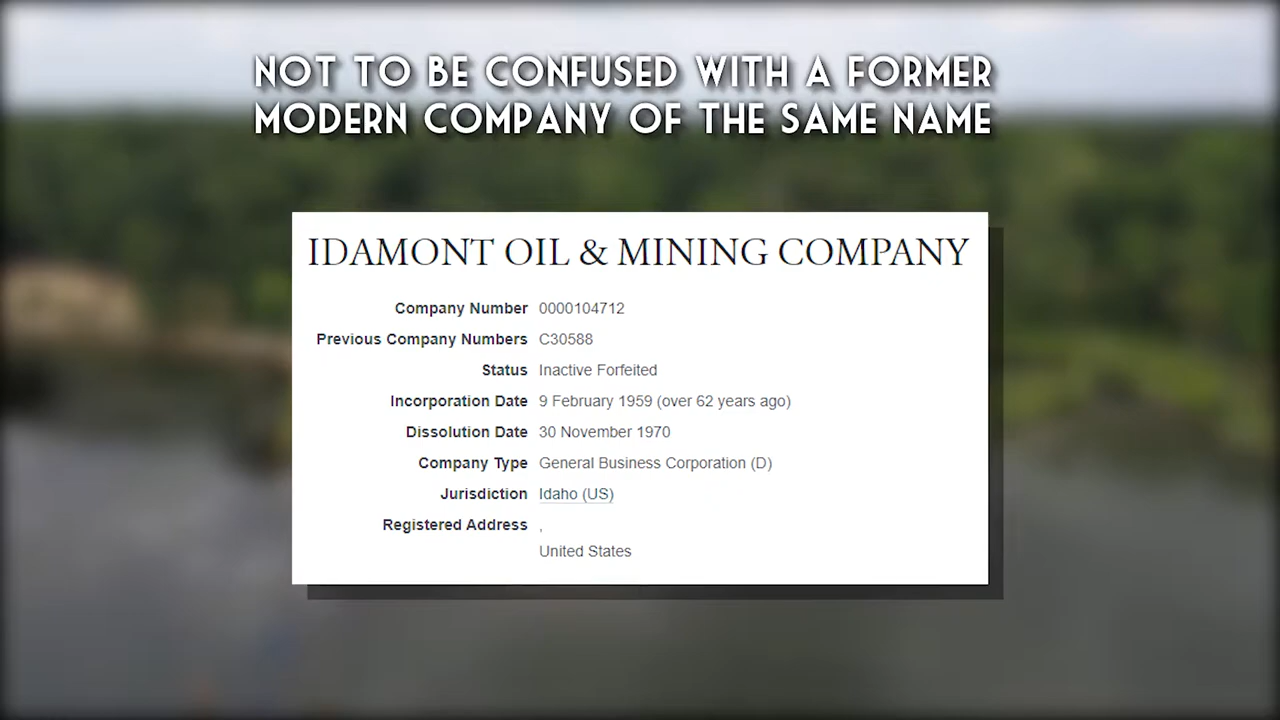 NOT TO BE CONFUSED WITH A FORMER
MODERN COMPANY OF THE SAME NAME
IDAMONT OIL & MINING COMPANY
Company Number 0000104712
Previous Company Numbers C30588
Status Inactive Forfeited
Incorporation Date 9 February 1959 (over 62 years ago)
Dissolution Date 30 November 1970
Company Type General Business Corporation (D)
Jurisdiction Idaho (US)
Registered Address ,
United States